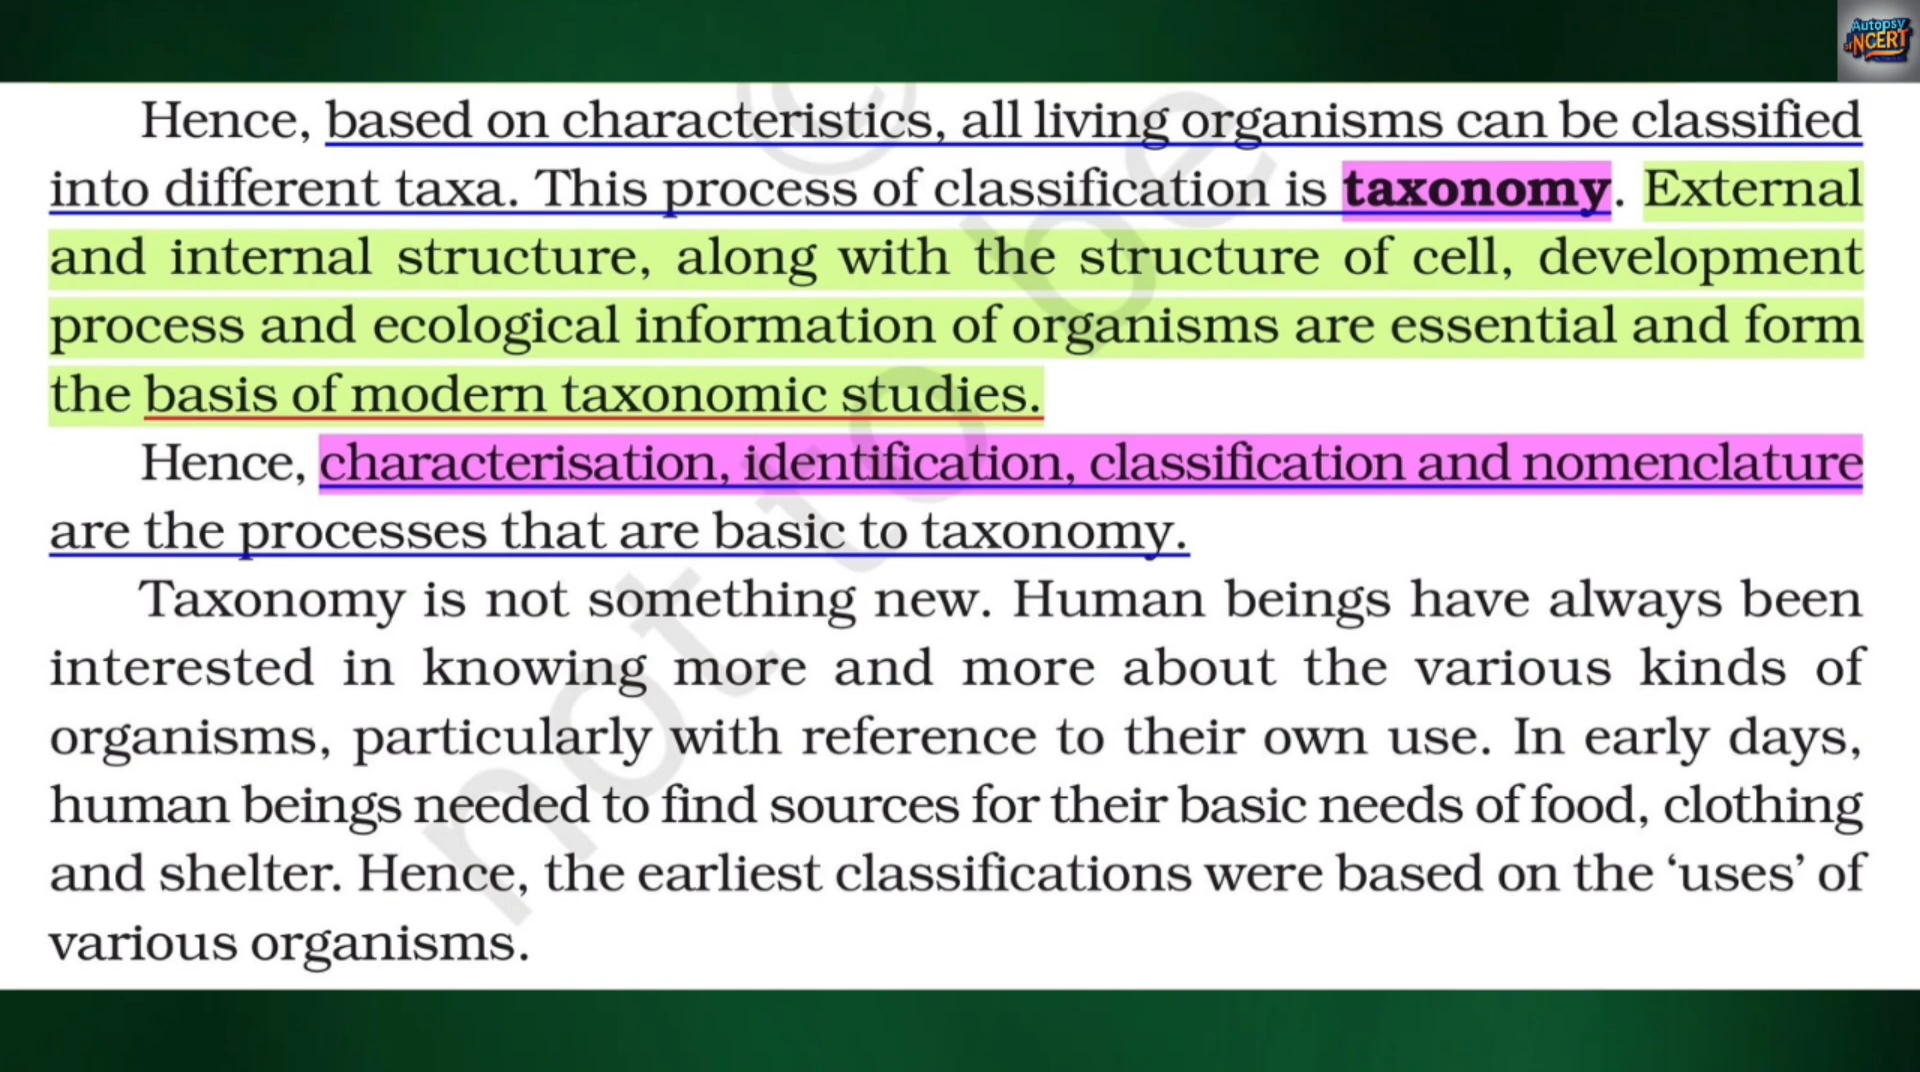 Autopsy
of NCERT
Hence, based on characteristics, all living organisms can be classified
into different taxa. This process of classification is taxonomy. External
and internal structure, along with the structure of cell, development
process and ecological information of organisms are essential and form
the basis of modern taxonomic studies.
Hence, characterisation, identification, classification and nomenclature
are the processes that are basic to taxonomy.
Taxonomy is not something new. Human beings have always been
interested in knowing more and more about the various kinds of
organisms, particularly with reference to their own use. In early days,
human beings needed to find sources for their basic needs of food, clothing
and shelter. Hence, the earliest classifications were based on the ‘uses’ of
various organisms.
© not to be